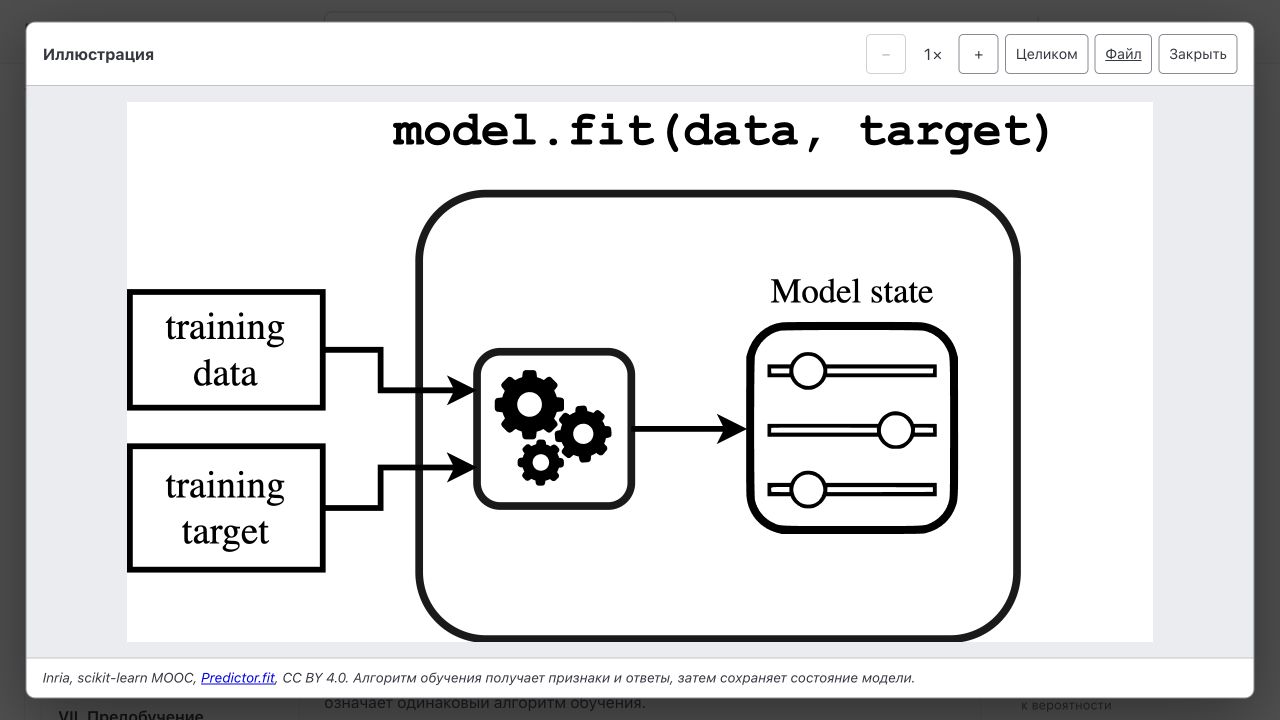 Иллюстрация
−
1×
+
Целиком
Файл
Закрыть
model.fit(data, target)
training
data
training
target
Model state
Inria, scikit-learn MOOC, Predictor.fit, CC BY 4.0. Алгоритм обучения получает признаки и ответы, затем сохраняет состояние модели.
означает одинаковый алгоритм обучения.
к вероятности
VII. Предобучение